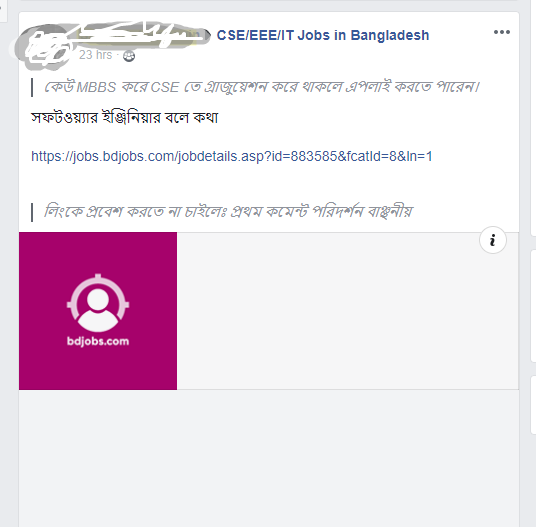 CSE/EEE/IT Jobs in Bangladesh
23 hrs ·
কেউ MBBS করে CSE তে গ্রাজুয়েশন করে থাকলে এপলাই করতে পারেন।
সফটওয়্যার ইঞ্জিনিয়ার বলে কথা
https://jobs.bdjobs.com/jobdetails.asp?id=883585&fcatId=8&ln=1
লিংকে প্রবেশ করতে না চাইলেঃ প্রথম কমেন্ট পরিদর্শন বাঞ্ছনীয়
i
bdjobs.com